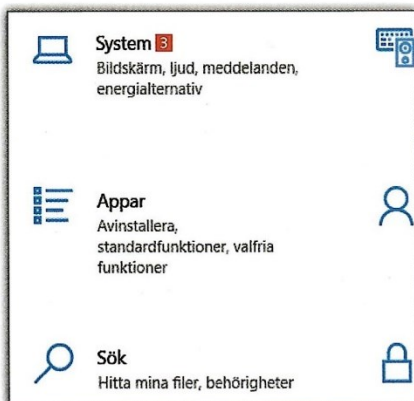 System 3
Bildskärm, ljud, meddelanden,
energialternativ
Appar
Avinstallera,
standardfunktioner, valfria
funktioner
Sök
Hitta mina filer, behörigheter